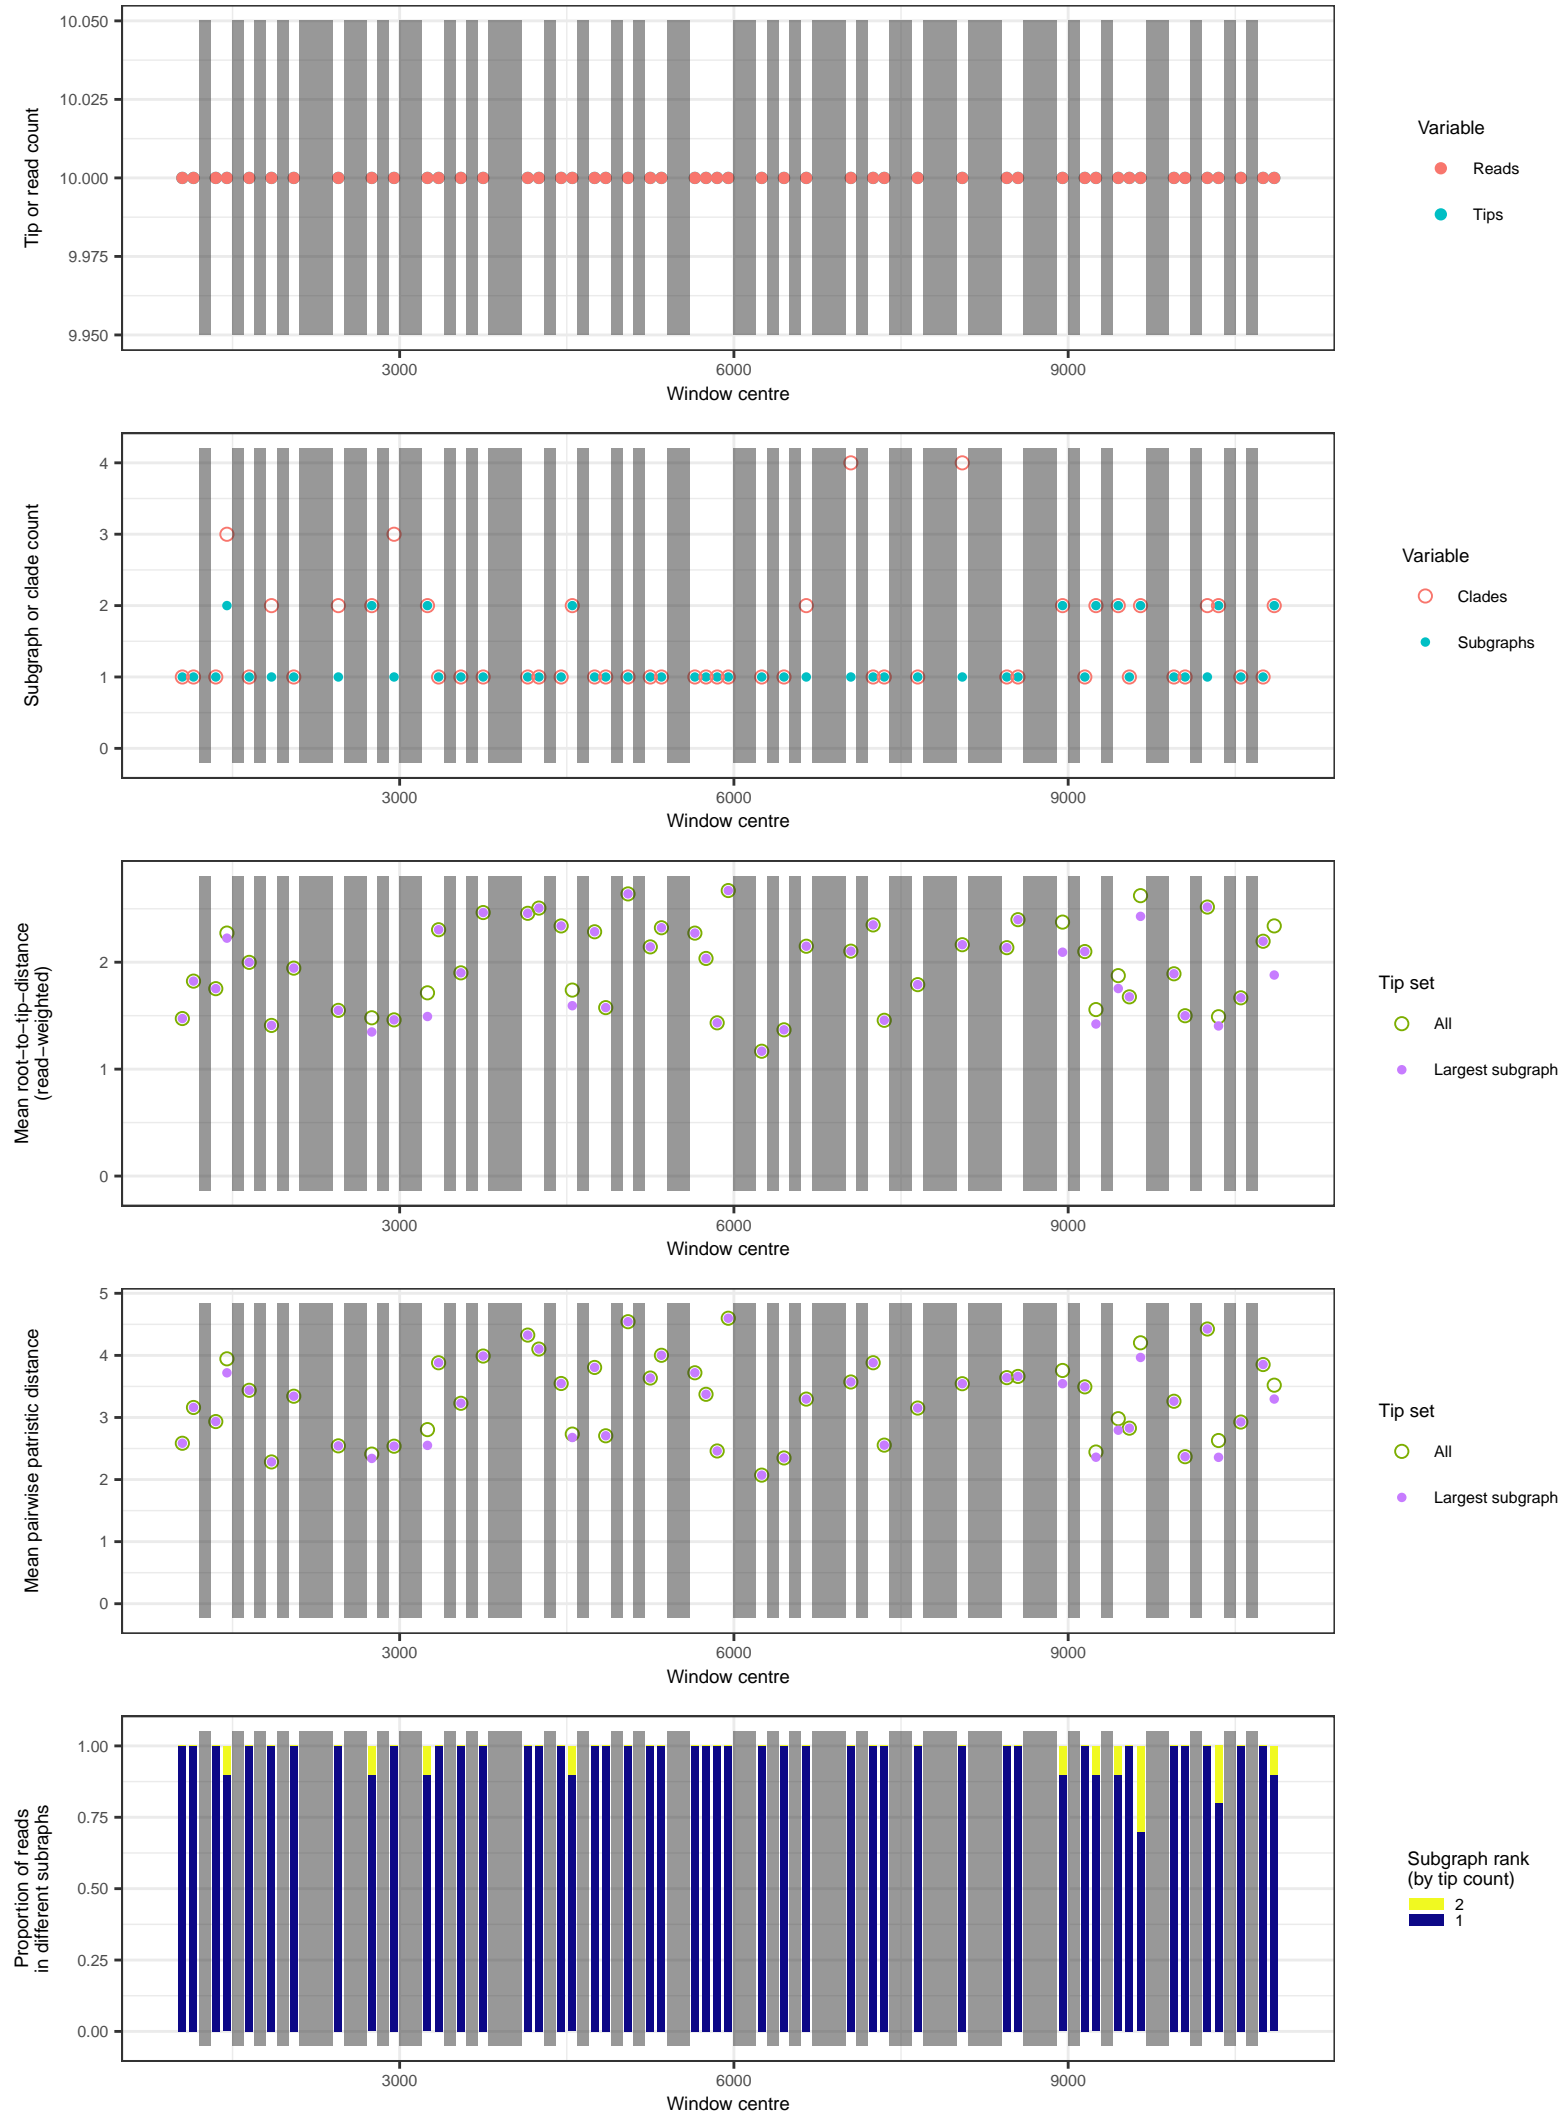 10.050
10.025
10.000
9.975
9.950
Tip or read count
3000
6000
9000
Window centre
Variable
Reads
Tips
4
3
2
1
0
Subgraph or clade count
3000
6000
9000
Window centre
Variable
Clades
Subgraphs
2
1
0
Mean root−to−tip−distance
(read−weighted)
3000
6000
9000
Window centre
Tip set
All
Largest subgraph
5
4
3
2
1
0
Mean pairwise patristic distance
3000
6000
9000
Window centre
Tip set
All
Largest subgraph
1.00
0.75
0.50
0.25
0.00
Proportion of reads
in different subraphs
3000
6000
9000
Window centre
Subgraph rank
(by tip count)
2
1